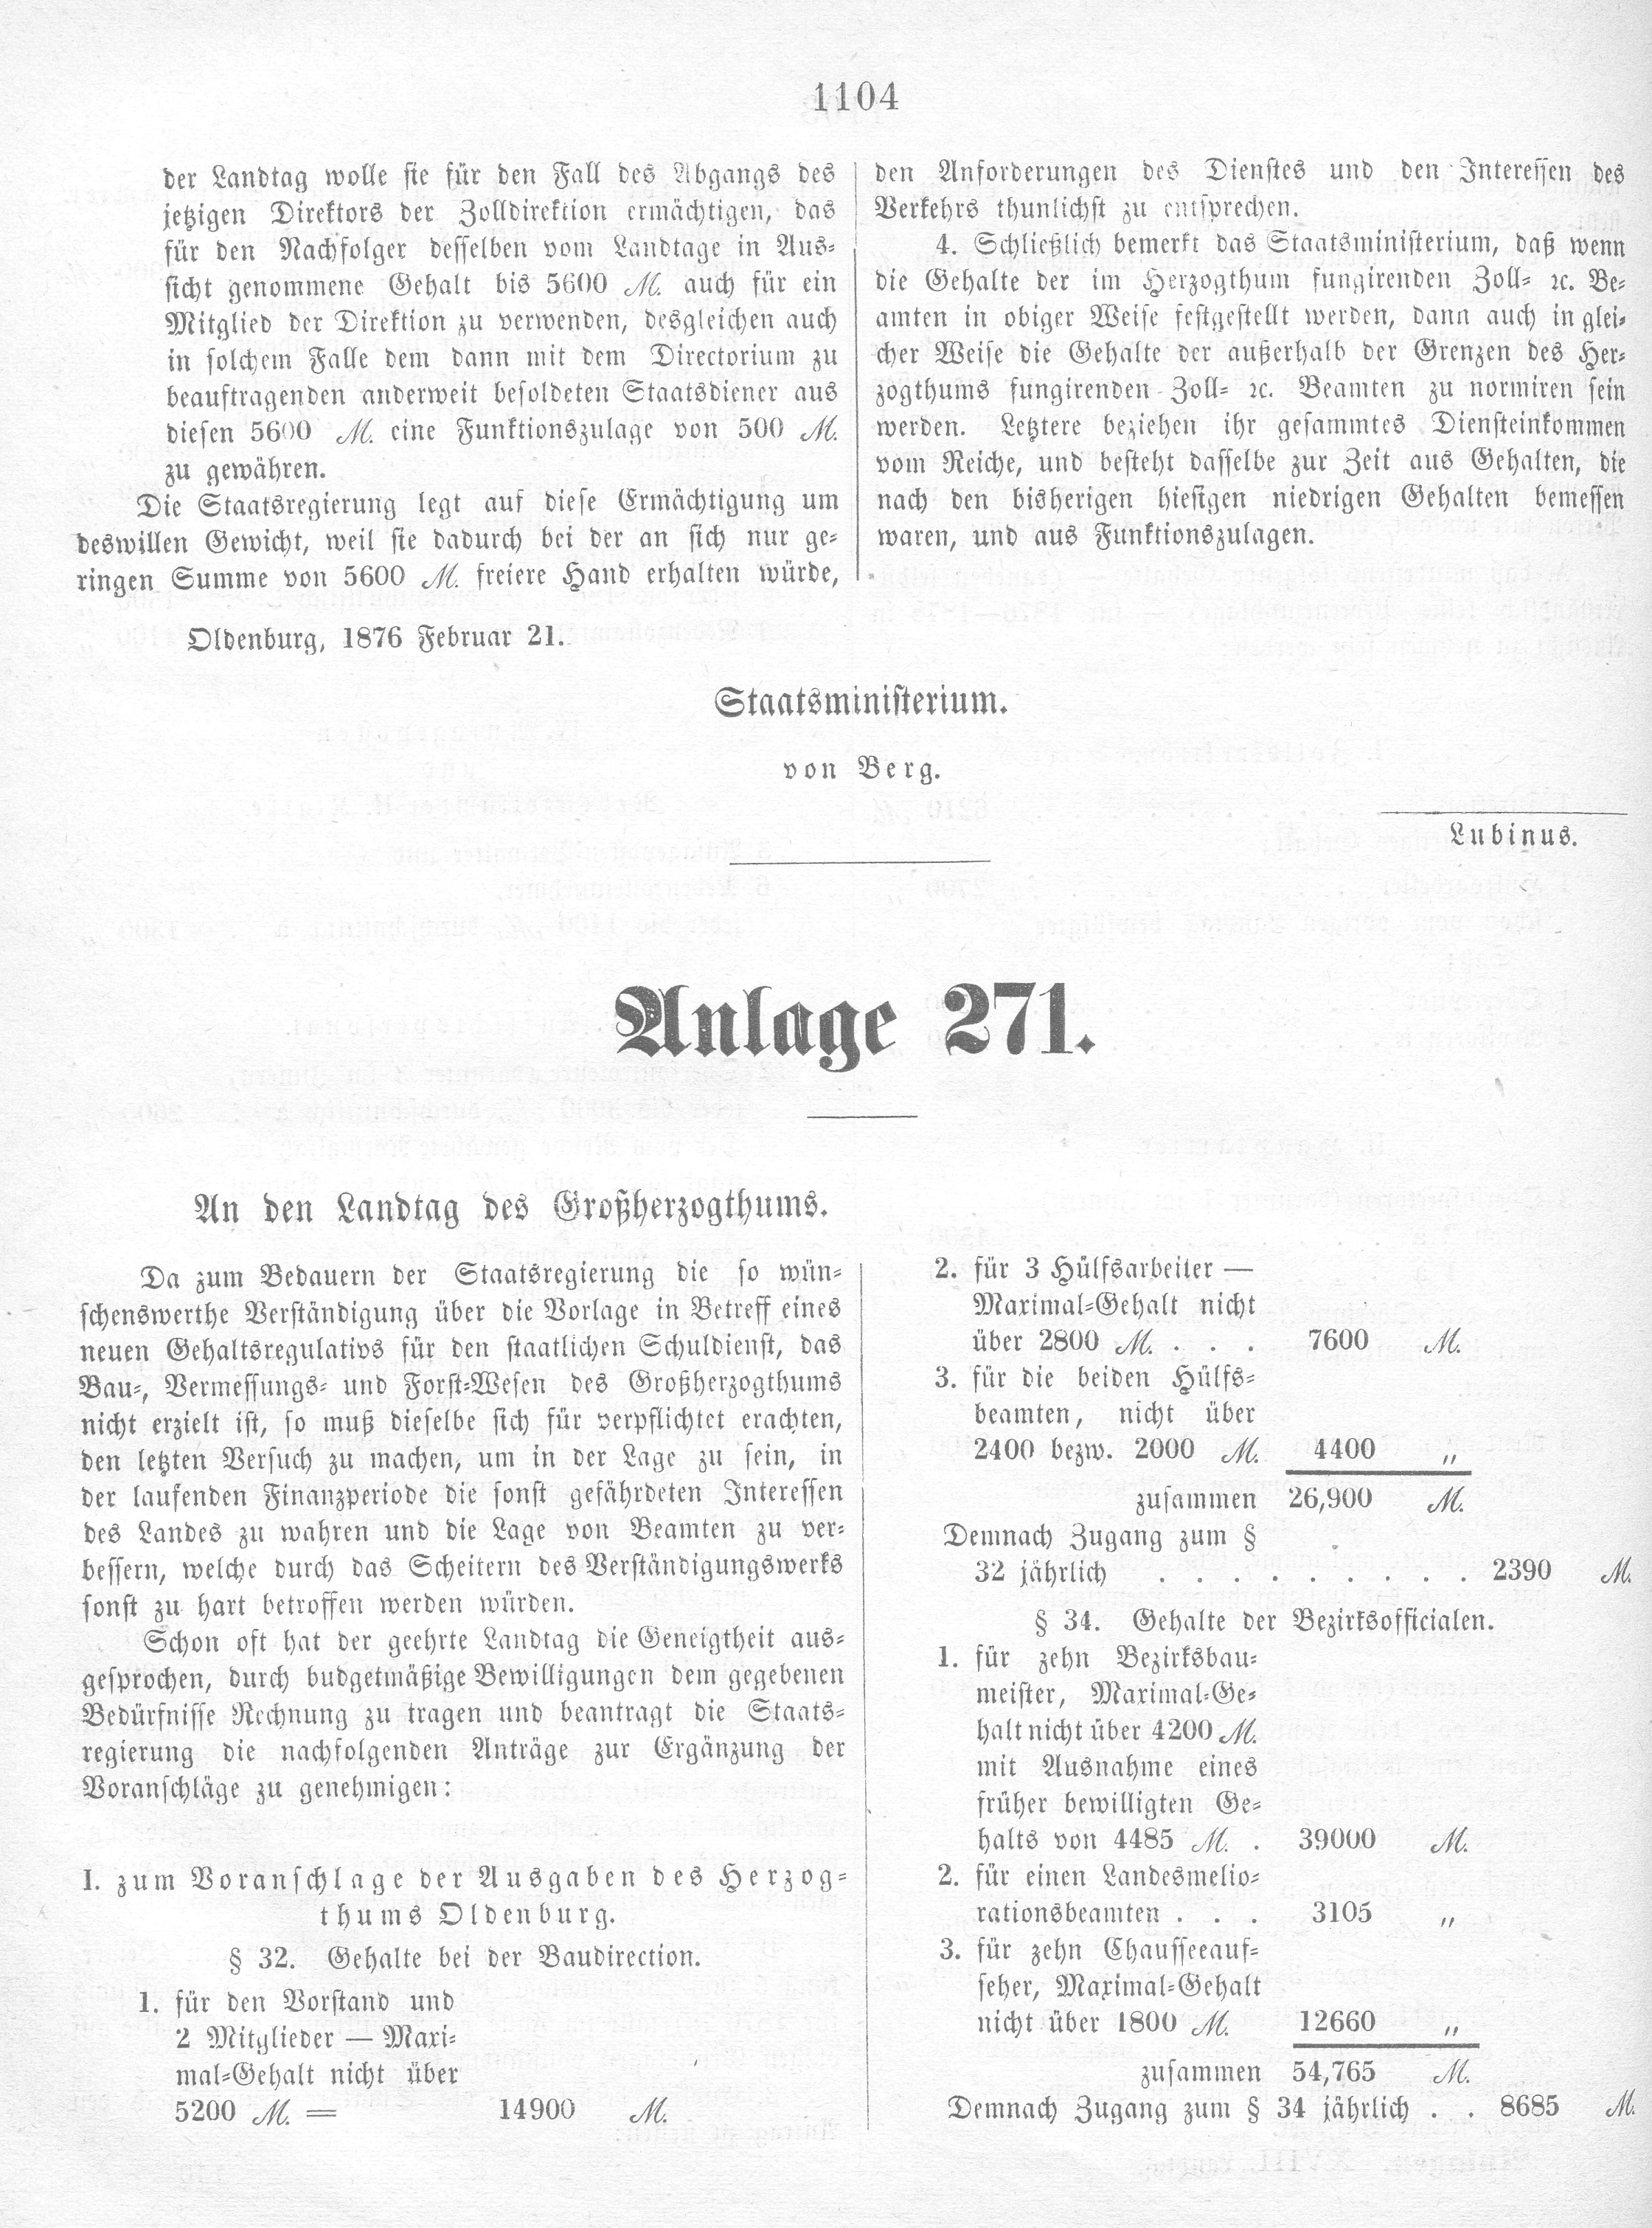 1104
der Landtag wolle sie für den Fall des Abgangs des
jetzigen Direktors der Zolldirektion ermächtigen, das
für den Nachfolger desselben vom Landtage in Aus-
sicht genommene Gehalt bis 5600 M. auch für ein
Mitglied der Direktion zu verwenden, desgleichen auch
in solchem Falle dem dann mit dem Directorium zu
beauftragenden anderweit besoldeten Staatsdiener aus
diesen 5600 M. eine Funktionszulage von 500 M.
zu gewähren.
Die Staatsregierung legt auf diese Ermächtigung um
deswillen Gewicht, weil sie dadurch bei der an sich nur ge-
ringen Summe von 5600 M. freiere Hand erhalten würde,
den Anforderungen des Dienstes und den Interessen des
Verkehrs thunlichst zu entsprechen.
4. Schließlich bemerkt das Staatsministerium, daß wenn
die Gehalte der im Herzogthum fungirenden Zoll- ꝛc. Be-
amten in obiger Weise festgestellt werden, dann auch in glei-
cher Weise die Gehalte der außerhalb der Grenzen des Her-
zogthums fungirenden Zoll- ꝛc. Beamten zu normiren sein
werden. Letztere beziehen ihr gesammtes Diensteinkommen
vom Reiche, und besteht dasselbe zur Zeit aus Gehalten, die
nach den bisherigen hiesigen niedrigen Gehalten bemessen
waren, und aus Funktionszulagen.
Oldenburg, 1876 Februar 21.
Staatsministerium.
von Berg.
Lubinus.
Anlage 271.
An den Landtag des Großherzogthums.
Da zum Bedauern der Staatsregierung die so wün-
schenswerthe Verständigung über die Vorlage in Betreff eines
neuen Gehaltsregulativs für den staatlichen Schuldienst, das
Bau-, Vermessungs- und Forst-Wesen des Großherzogthums
nicht erzielt ist, so muß dieselbe sich für verpflichtet erachten,
den letzten Versuch zu machen, um in der Lage zu sein, in
der laufenden Finanzperiode die sonst gefährdeten Interessen
des Landes zu wahren und die Lage von Beamten zu ver-
bessern, welche durch das Scheitern des Verständigungswerks
sonst zu hart betroffen werden würden.
Schon oft hat der geehrte Landtag die Geneigtheit aus-
gesprochen, durch budgetmäßige Bewilligungen dem gegebenen
Bedürfnisse Rechnung zu tragen und beantragt die Staats-
regierung die nachfolgenden Anträge zur Ergänzung der
Voranschläge zu genehmigen:
I. zum Voranschlage der Ausgaben des Herzog-
thums Oldenburg.
§ 32. Gehalte bei der Baudirection.
1. für den Vorstand und
2 Mitglieder — Maxi-
mal-Gehalt nicht über
5200 M. = 14900 M.
2. für 3 Hülfsarbeiter —
Maximal-Gehalt nicht
über 2800 M. . . . 7600 M.
3. für die beiden Hülfs-
beamten, nicht über
2400 bezw. 2000 M. 4400 „
zusammen 26,900 M.
Demnach Zugang zum §
32 jährlich . . . . . . . . . 2390 M.
§ 34. Gehalte der Bezirksofficialen.
1. für zehn Bezirksbau-
meister, Maximal-Ge-
halt nicht über 4200 M.
mit Ausnahme eines
früher bewilligten Ge-
halts von 4485 M. . 39000 M.
2. für einen Landesmelio-
rationsbeamten . . . 3105 „
3. für zehn Chausseeauf-
seher, Maximal-Gehalt
nicht über 1800 M. 12660 „
zusammen 54,765 M.
Demnach Zugang zum § 34 jährlich . . 8685 M.